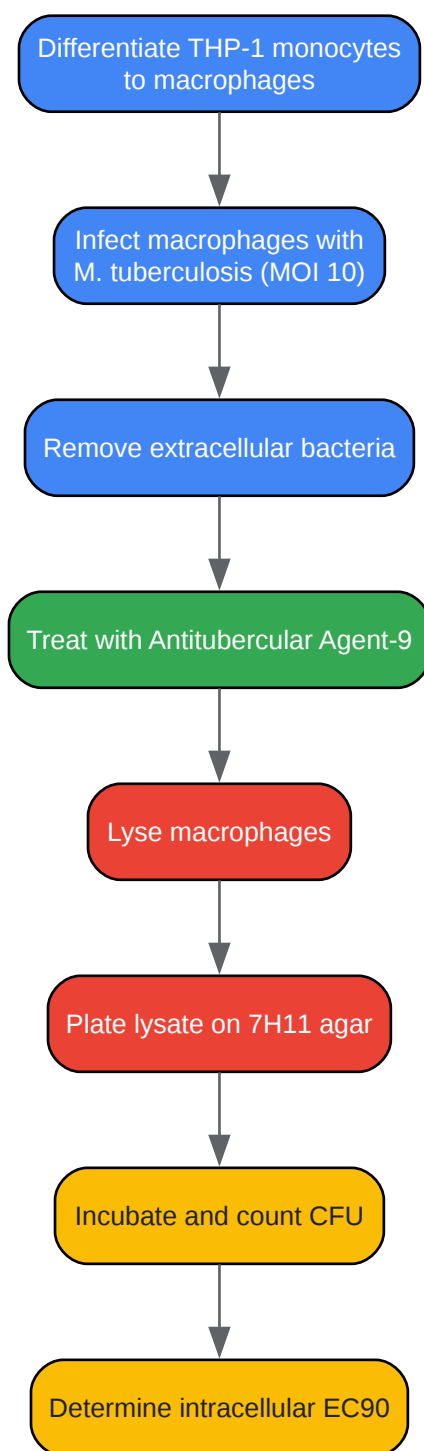 Differentiate THP-1 monocytes
to macrophages
Infect macrophages with
M. tuberculosis (MOI 10)
Remove extracellular bacteria
Treat with Antitubercular Agent-9
Lyse macrophages
Plate lysate on 7H11 agar
Incubate and count CFU
Determine intracellular EC90